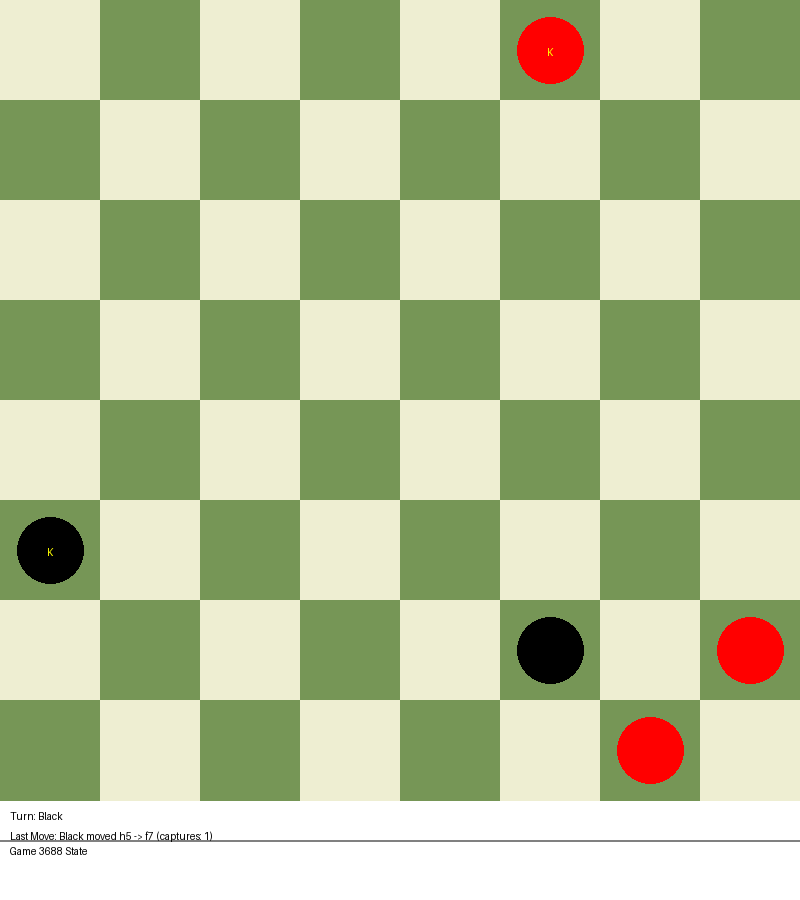 K
K
Turn: Black
Last Move: Black moved h5 -> f7 (captures: 1)
Game 3688 State